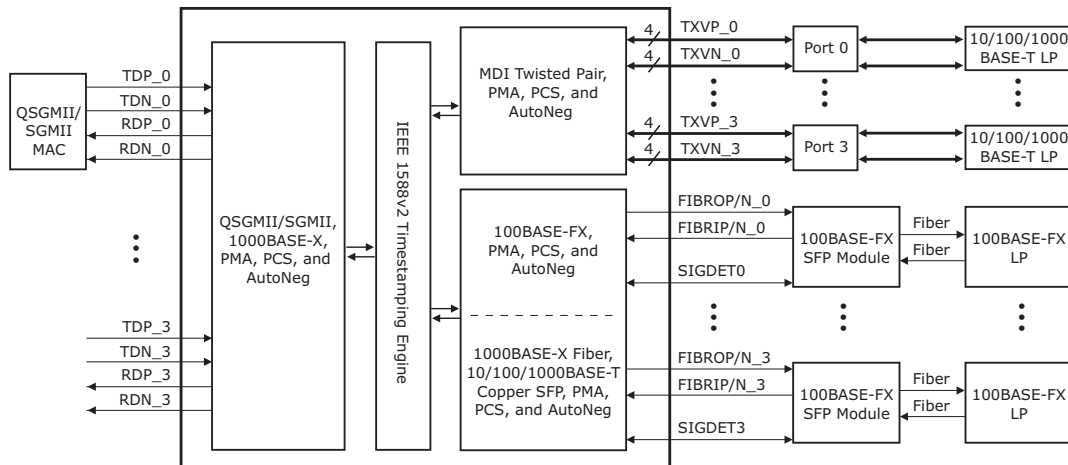 QSGMII/
SGMII
MAC
TDP_0
TDN_0
RDP_0
RDN_0
TDP_3
TDN_3
RDP_3
RDN_3
QSGMII/SGMII,
1000BASE-X,
PMA, PCS, and
AutoNeg
IEEE 1588v2 Timestamping Engine
MDI Twisted Pair,
PMA, PCS, and
AutoNeg
4
TXVP_0
4
TXVN_0
4
TXVP_3
4
TXVN_3
Port 0
Port 3
10/100/1000
BASE-T LP
10/100/1000
BASE-T LP
100BASE-FX,
PMA, PCS, and
AutoNeg
1000BASE-X Fiber,
10/100/1000BASE-T
Copper SFP, PMA,
PCS, and AutoNeg
FIBROP/N_0
FIBRIP/N_0
SIGDET0
100BASE-FX
SFP Module
Fiber
Fiber
100BASE-FX
LP
FIBROP/N_3
FIBRIP/N_3
SIGDET3
100BASE-FX
SFP Module
Fiber
Fiber
100BASE-FX
LP